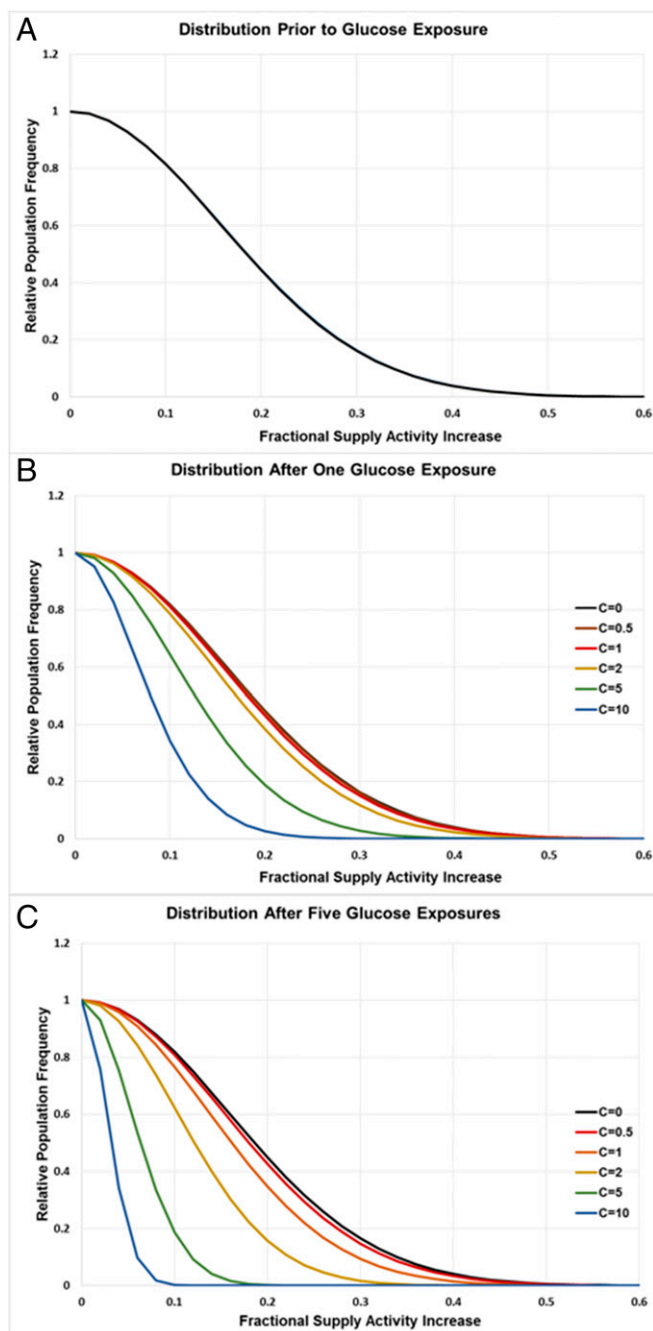 A
Distribution Prior to Glucose Exposure
Relative Population Frequency
1.2
1
0.8
0.6
0.4
0.2
0
0 0.1 0.2 0.3 0.4 0.5 0.6
Fractional Supply Activity Increase
B
Distribution After One Glucose Exposure
Relative Population Frequency
1.2
1
0.8
0.6
0.4
0.2
0
C=0
C=0.5
C=1
C=2
C=5
C=10
0 0.1 0.2 0.3 0.4 0.5 0.6
Fractional Supply Activity Increase
C
Distribution After Five Glucose Exposures
Relative Population Frequency
1.2
1
0.8
0.6
0.4
0.2
0
C=0
C=0.5
C=1
C=2
C=5
C=10
0 0.1 0.2 0.3 0.4 0.5 0.6
Fractional Supply Activity Increase